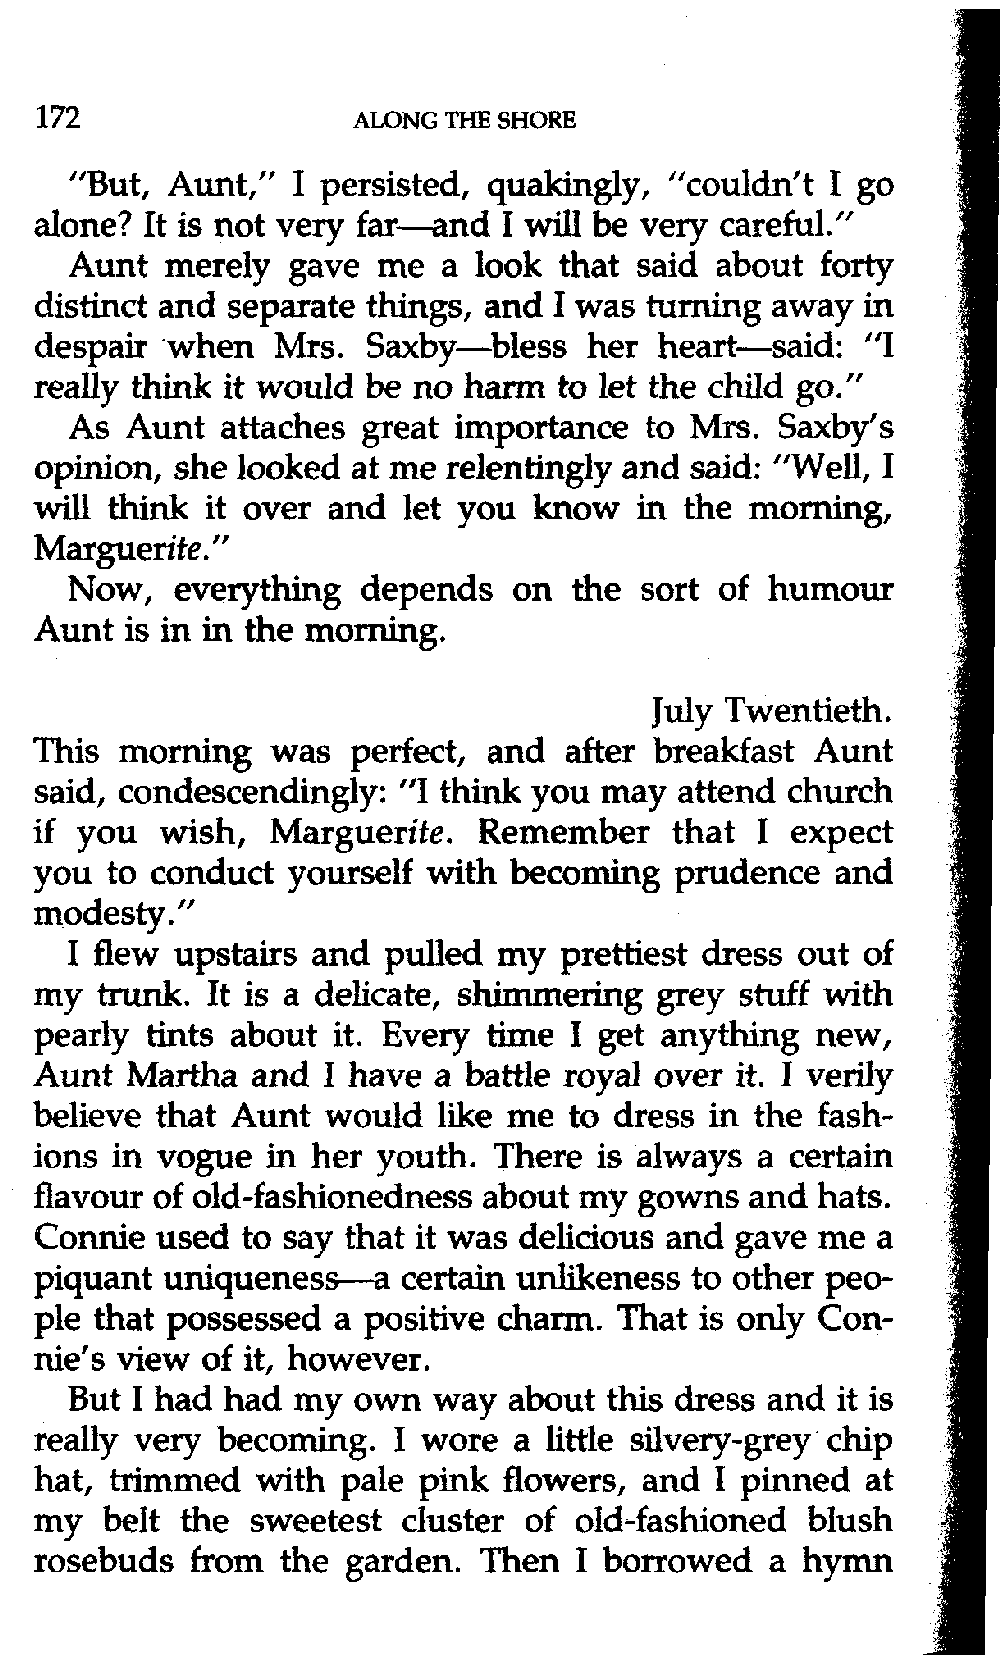 172 ALONG THE SHORE
"But, Aunt," I persisted, quakingly, "couldn't I go
alone? It is not very far—and I will be very careful."
Aunt merely gave me a look that said about forty
distinct and separate things, and I was turning away in
despair when Mrs. Saxby—bless her heart—said: "I
really think it would be no harm to let the child go."
As Aunt attaches great importance to Mrs. Saxby's
opinion, she looked at me relentingly and said: "Well, I
will think it over and let you know in the morning,
Marguerite."
Now, everything depends on the sort of humour
Aunt is in in the morning.
July Twentieth.
This morning was perfect, and after breakfast Aunt
said, condescendingly: "I think you may attend church
if you wish, Marguerite. Remember that I expect
you to conduct yourself with becoming prudence and
modesty."
I flew upstairs and pulled my prettiest dress out of
my trunk. It is a delicate, shimmering grey stuff with
pearly tints about it. Every time I get anything new,
Aunt Martha and I have a battle royal over it. I verily
believe that Aunt would like me to dress in the fash-
ions in vogue in her youth. There is always a certain
flavour of old-fashionedness about my gowns and hats.
Connie used to say that it was delicious and gave me a
piquant uniqueness—a certain unlikeness to other peo-
ple that possessed a positive charm. That is only Con-
nie's view of it, however.
But I had had my own way about this dress and it is
really very becoming. I wore a little silvery-grey chip
hat, trimmed with pale pink flowers, and I pinned at
my belt the sweetest cluster of old-fashioned blush
rosebuds from the garden. Then I borrowed a hymn